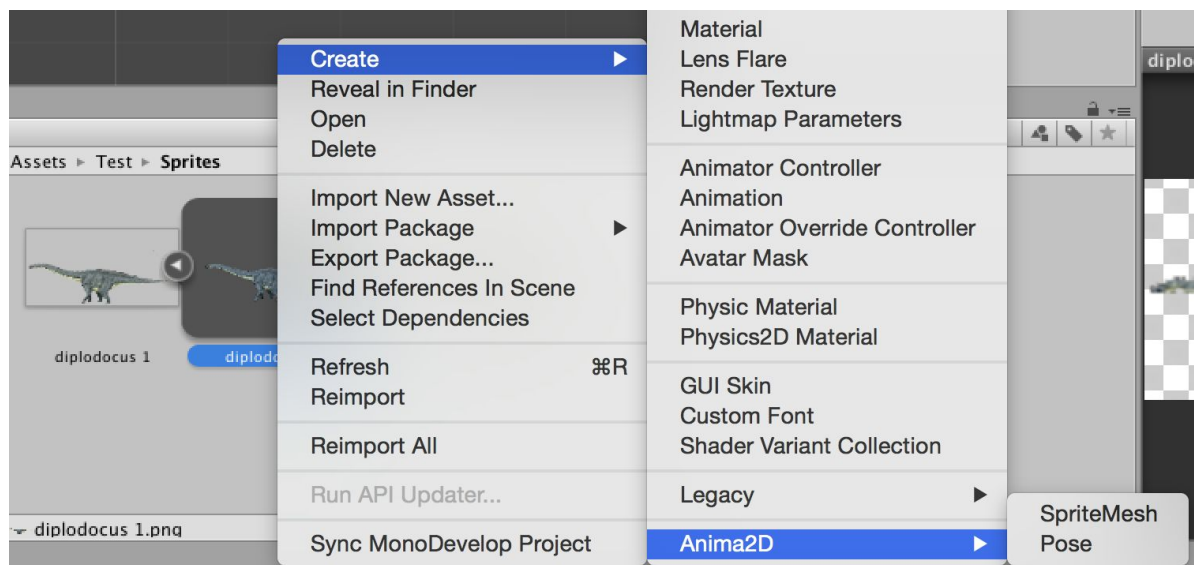 Assets ▶ Test ▶ Sprites
diplodocus 1
diplodo
diplodocus 1.png
Create
Reveal in Finder
Open
Delete
Import New Asset...
Import Package
Export Package...
Find References In Scene
Select Dependencies
Refresh ⌘R
Reimport
Reimport All
Run API Updater...
Sync MonoDevelop Project
Material
Lens Flare
Render Texture
Lightmap Parameters
Animator Controller
Animation
Animator Override Controller
Avatar Mask
Physic Material
Physics2D Material
GUI Skin
Custom Font
Shader Variant Collection
Legacy
Anima2D
SpriteMesh
Pose
diplo